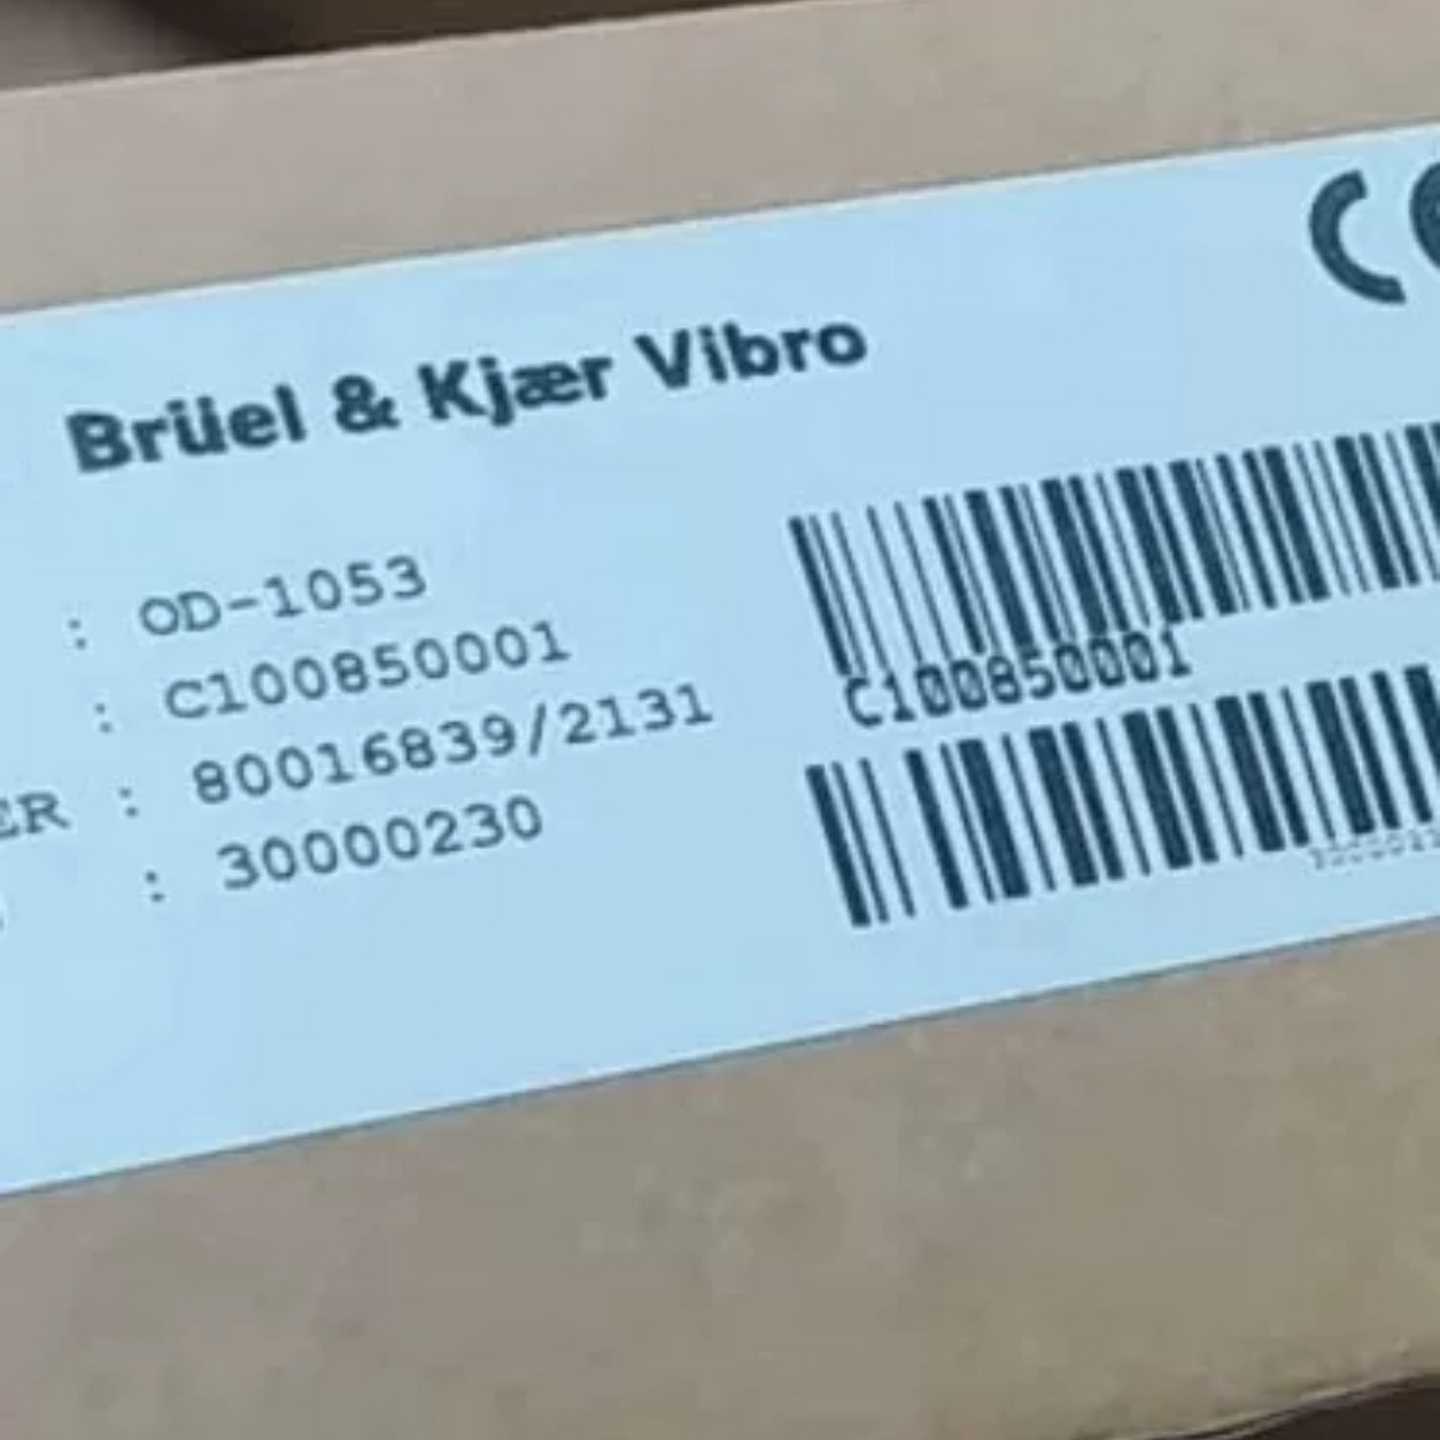 CE
Brüel & Kjær Vibro
: OD-1053
: C100850001
ER : 80016839/2131
: 30000230
C100850001